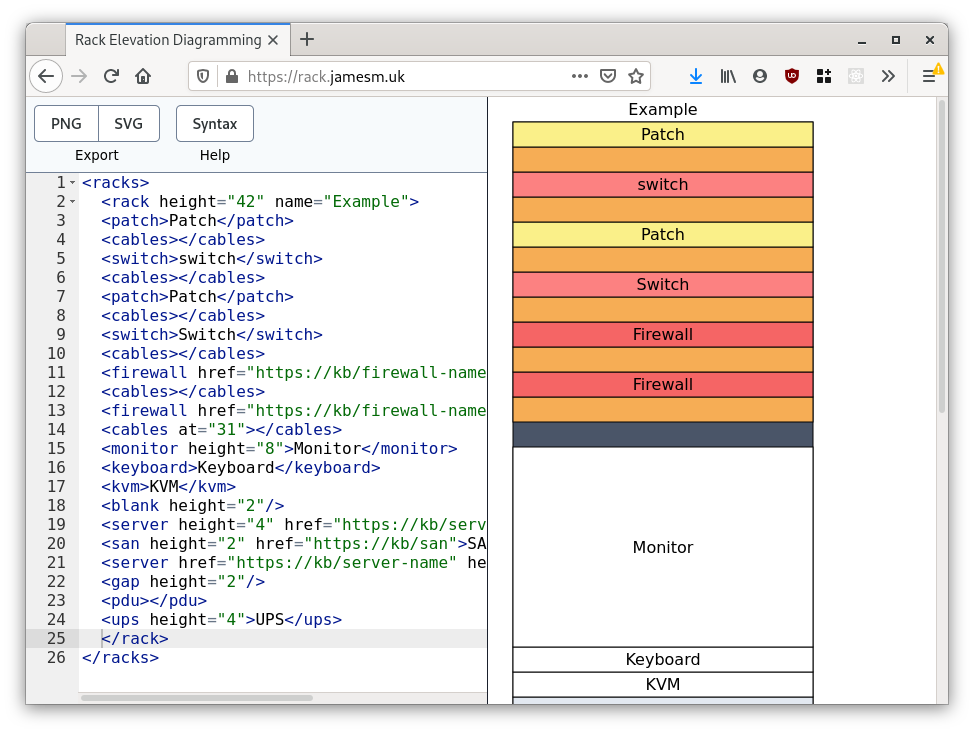 Rack Elevation Diagramming
https://rack.jamesm.uk
PNG SVG Syntax
Export Help
1 <racks>
2 <rack height="42" name="Example">
3 <patch>Patch</patch>
4 <cables></cables>
5 <switch>switch</switch>
6 <cables></cables>
7 <patch>Patch</patch>
8 <cables></cables>
9 <switch>Switch</switch>
10 <cables></cables>
11 <firewall href="https://kb/firewall-name
12 <cables></cables>
13 <firewall href="https://kb/firewall-name
14 <cables at="31"></cables>
15 <monitor height="8">Monitor</monitor>
16 <keyboard>Keyboard</keyboard>
17 <kvm>KVM</kvm>
18 <blank height="2"/>
19 <server height="4" href="https://kb/serv
20 <san height="2" href="https://kb/san">SA
21 <server href="https://kb/server-name" he
22 <gap height="2"/>
23 <pdu></pdu>
24 <ups height="4">UPS</ups>
25 </rack>
26 </racks>
Example
Patch
switch
Patch
Switch
Firewall
Firewall
Monitor
Keyboard
KVM